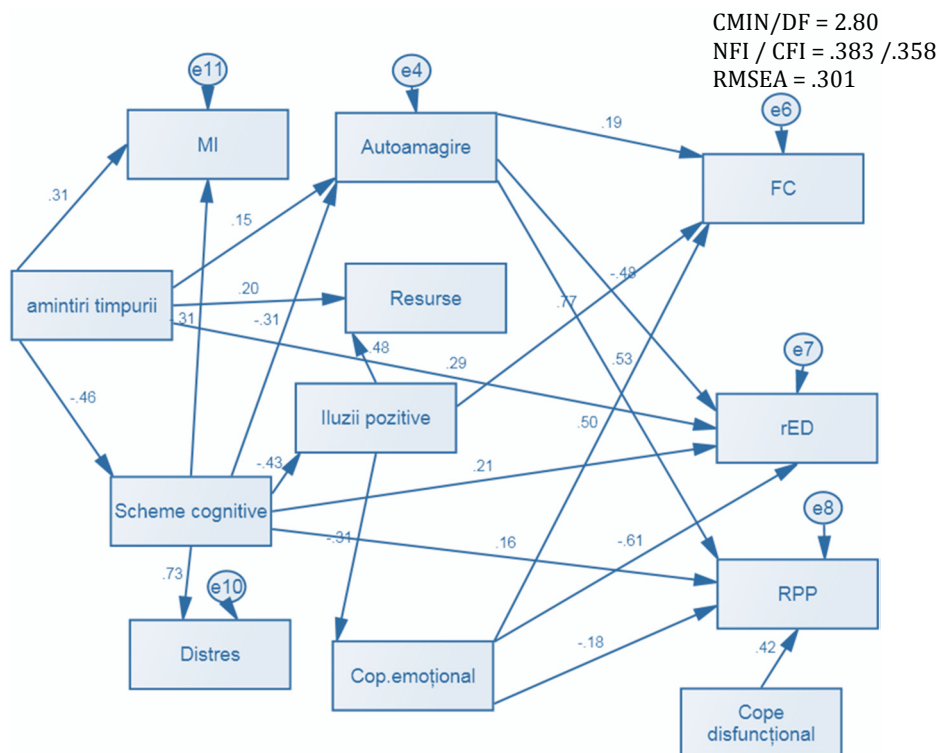 CMIN/DF = 2.80
NFI / CFI = .383 /.358
RMSEA = .301
e11
e4
e6
MI
Autoamagire
.19
FC
.31
.15
amintiri timpurii
.20
Resurse
-.48
.77
.31
-.31
.48
.29
.53
e7
-.46
Iluzii pozitive
.50
rED
-.43
.21
Scheme cognitive
e8
-.31
.16
-.61
.73
e10
RPP
Distres
Cop.emoțional
-.18
.42
Cope
disfuncțional